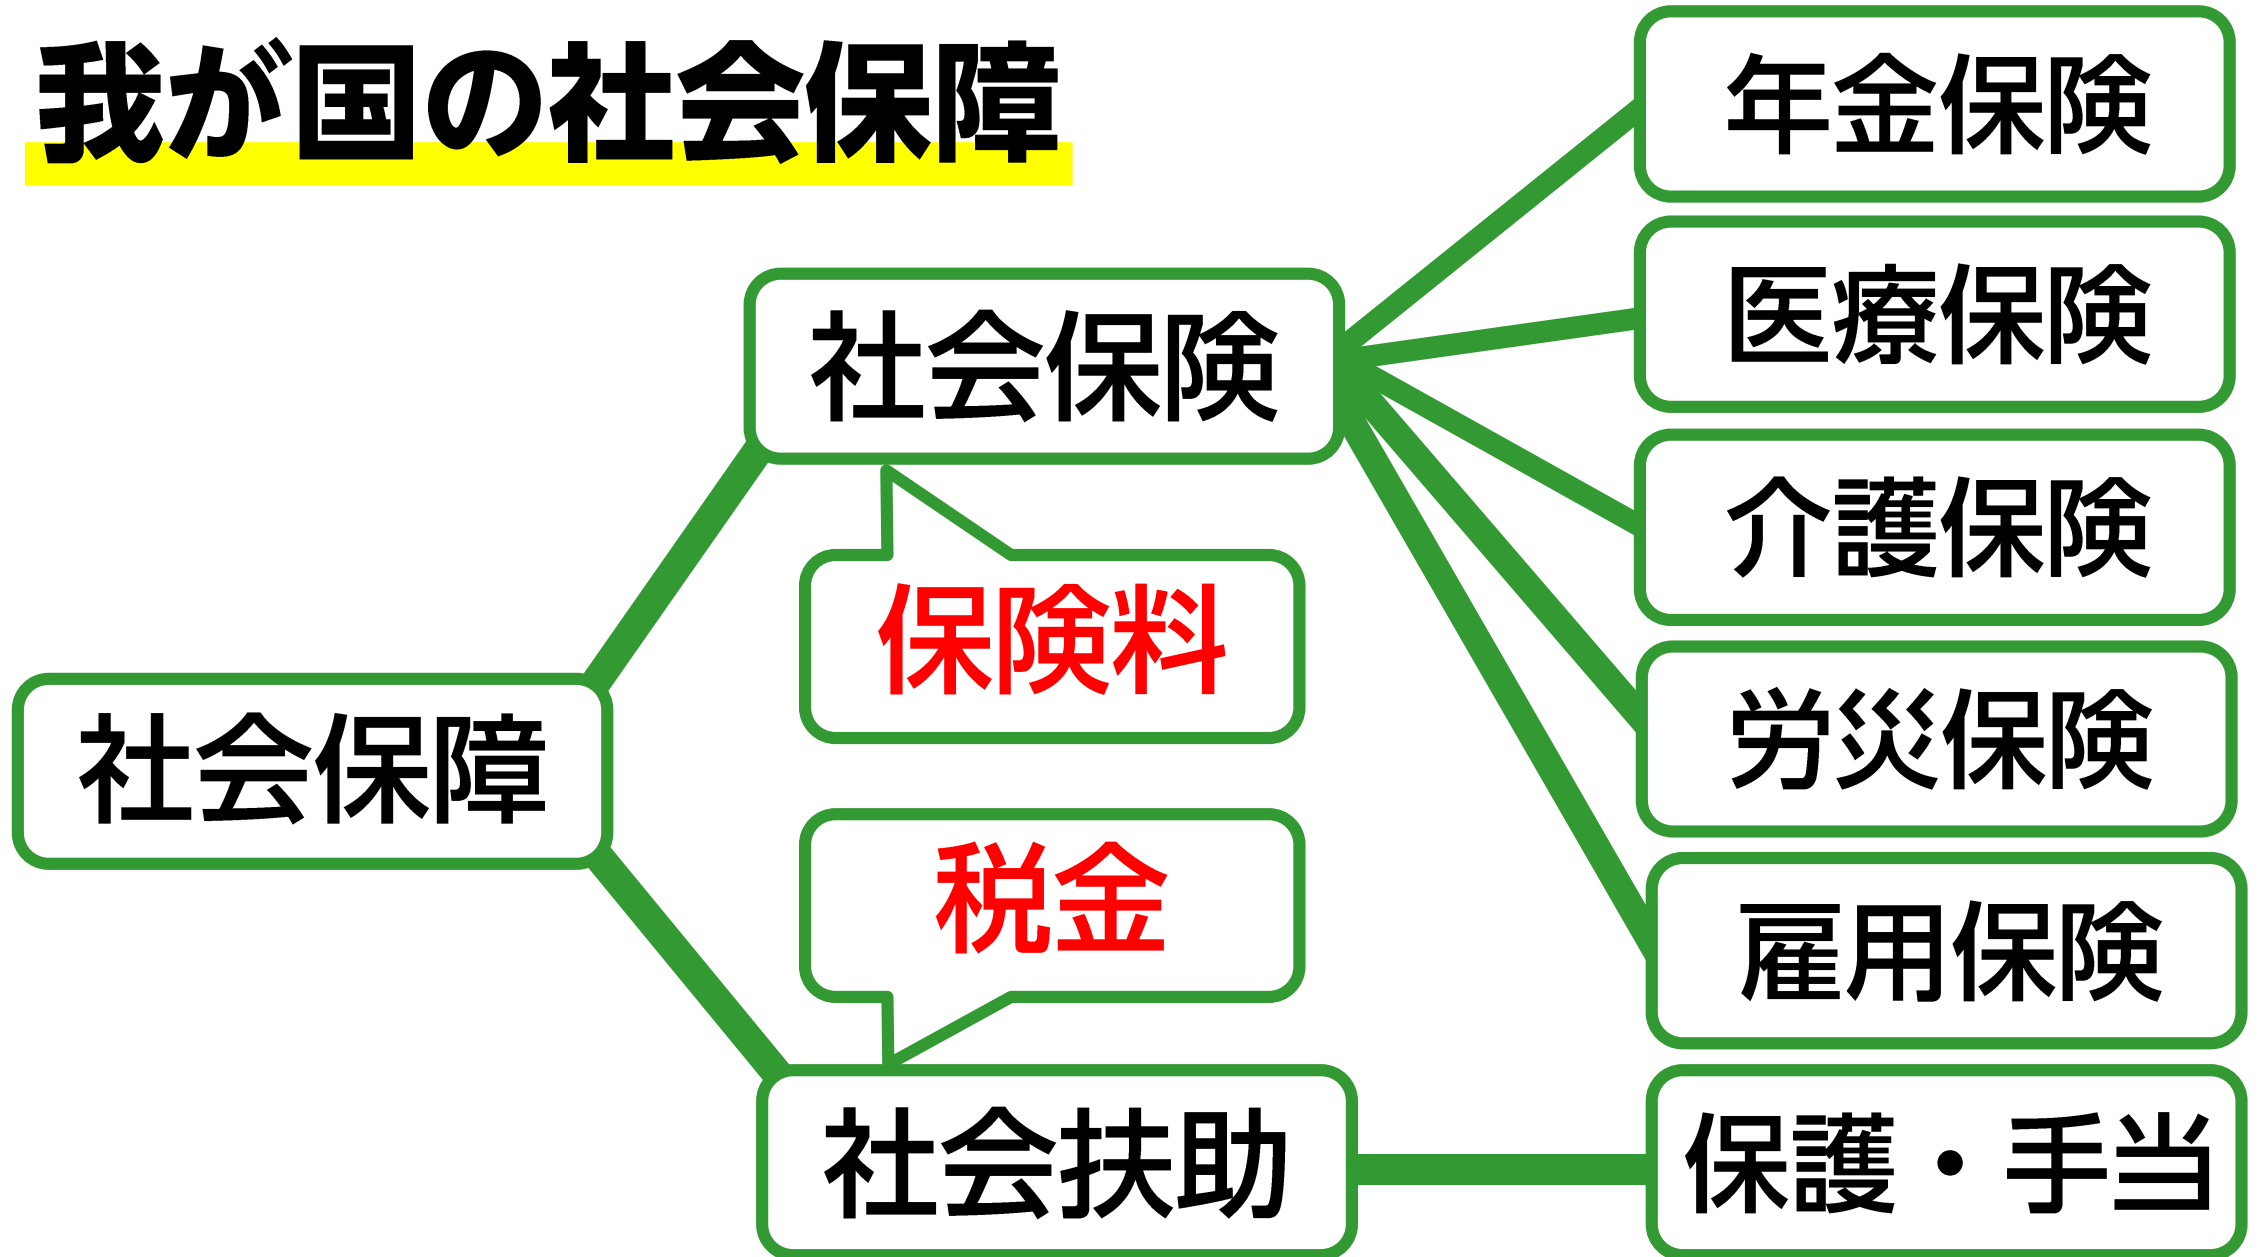 我が国の社会保障
社会保障
社会保険
保険料
年金保険
医療保険
介護保険
労災保険
雇用保険
税金
社会扶助
保護・手当